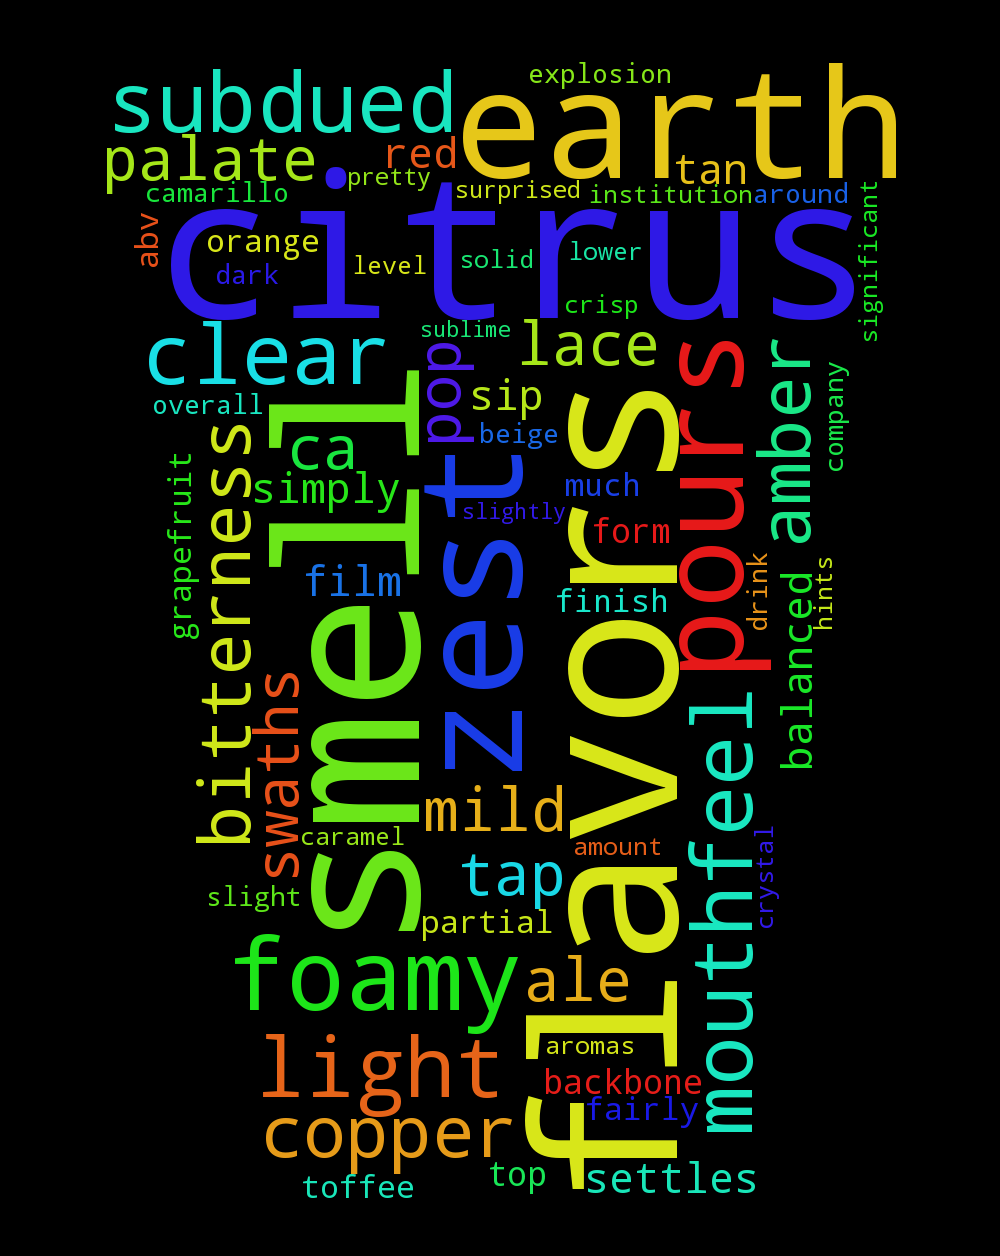 explosion
subdued
earth
palate
red
tan
pretty
camarillo
surprised
institution
around
significant
citrus
abv
orange
dark
level
solid
lower
crisp
sublime
clear
lace
pop
pours
amber
overall
sip
company
smell
flavors
bitterness
ca
beige
zest
grapefruit
simply
much
slightly
form
film
finish
drink
hints
balanced
swaths
mouthfeel
mild
caramel
amount
crystal
tap
slight
partial
foamy
ale
light
aromas
backbone
fairly
copper
toffee
top
settles